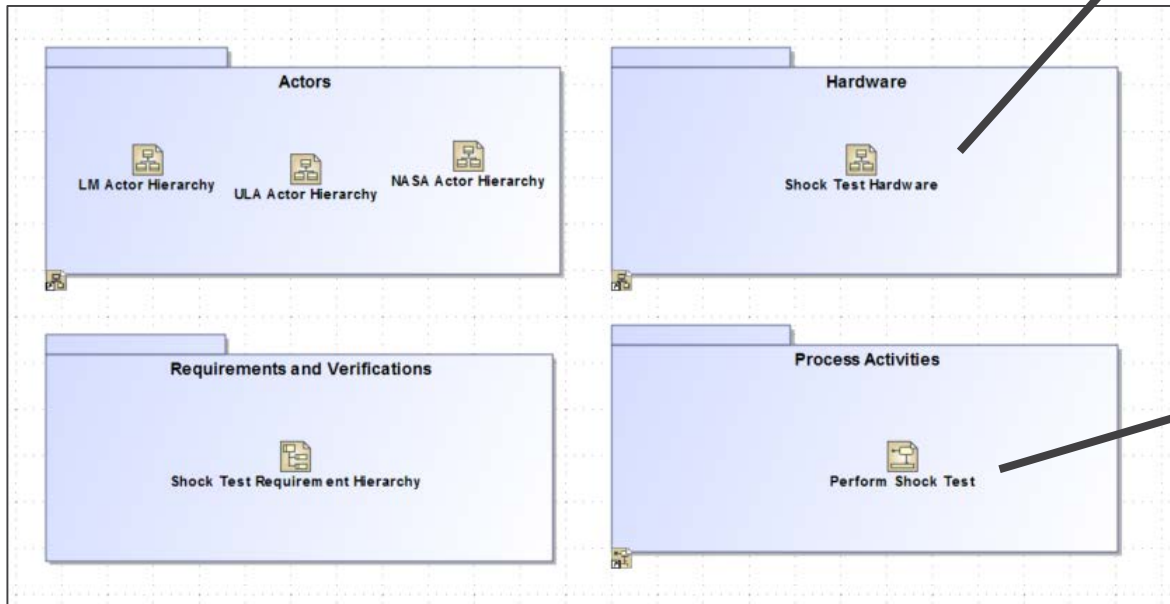 Actors
LM Actor Hierarchy
ULA Actor Hierarchy
NASA Actor Hierarchy
Hardware
Shock Test Hardware
Requirements and Verifications
Shock Test Requirement Hierarchy
Process Activities
Perform Shock Test